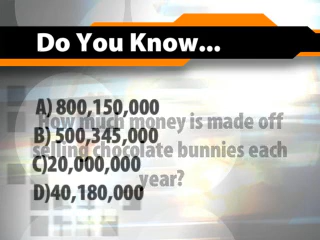 Do You Know...
How much money is made off
selling chocolate bunnies each
year?
A) 800,150,000
B) 500,345,000
C)20,000,000
D)40,180,000